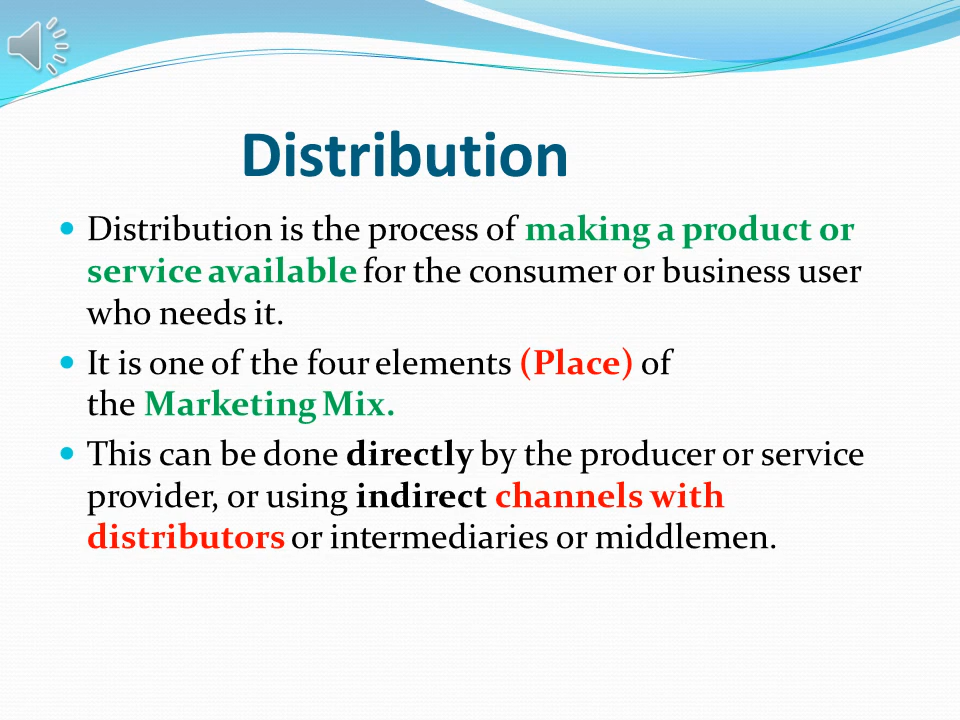 Distribution
Distribution is the process of making a product or
service available for the consumer or business user
who needs it.
It is one of the four elements (Place) of
the Marketing Mix.
This can be done directly by the producer or service
provider, or using indirect channels with
distributors or intermediaries or middlemen.